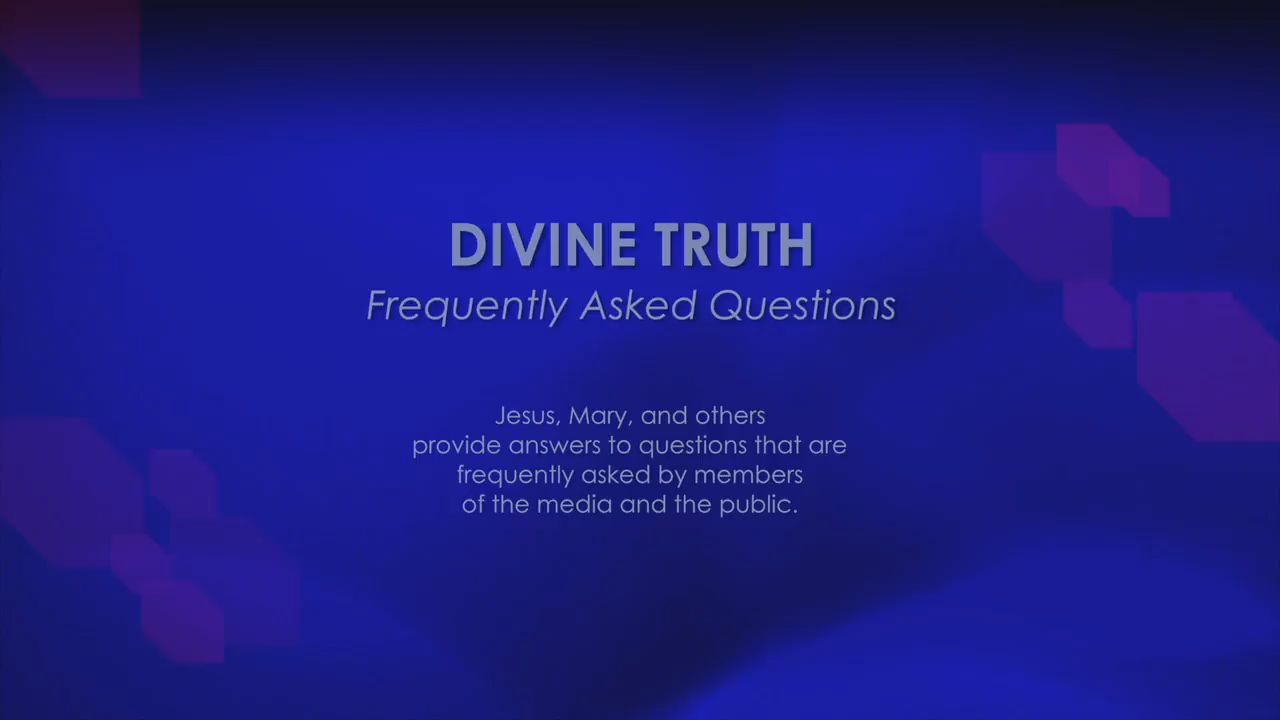 DIVINE TRUTH
Frequently Asked Questions
Jesus, Mary, and others
provide answers to questions that are
frequently asked by members
of the media and the public.